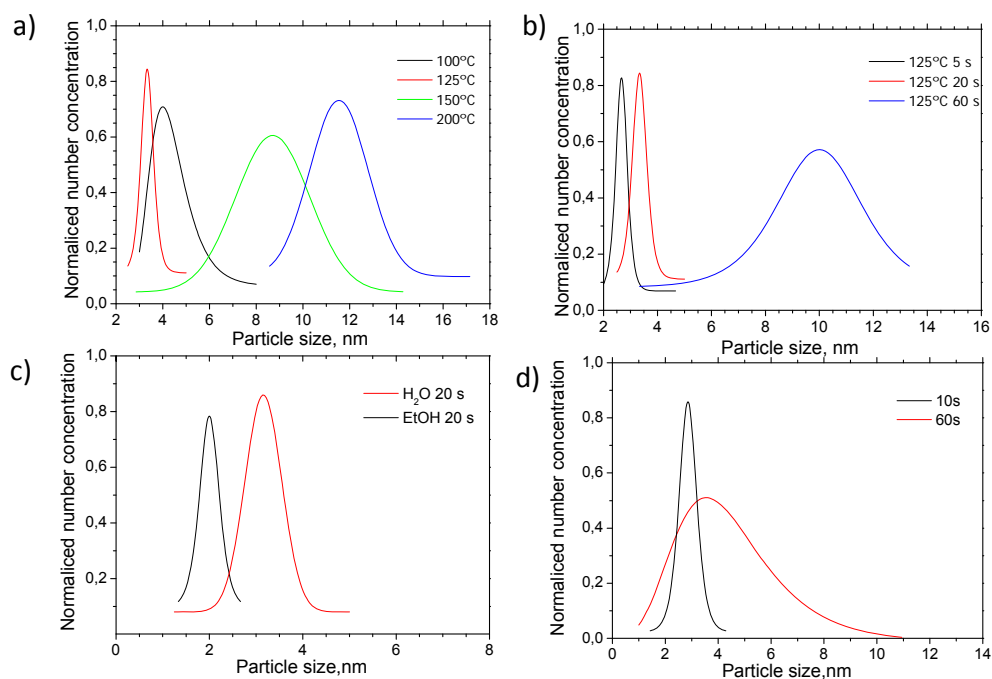 a)
Normaliced number concentration
1,0
0,8
0,6
0,4
0,2
0,0
2 4 6 8 10 12 14 16 18
Particle size, nm
100ºC
125ºC
150ºC
200ºC
b)
Normaliced number concentration
1,0
0,8
0,6
0,4
0,2
0,0
2 4 6 8 10 12 14 16
Particle size, nm
125ºC 5 s
125ºC 20 s
125ºC 60 s
c)
Normaliced number concentration
1,0
0,8
0,6
0,4
0,2
0 2 4 6 8
Particle size,nm
H₂O 20 s
EtOH 20 s
d)
Normaliced number concentration
1,0
0,8
0,6
0,4
0,2
0,0
0 2 4 6 8 10 12 14
Particle size,nm
10s
60s